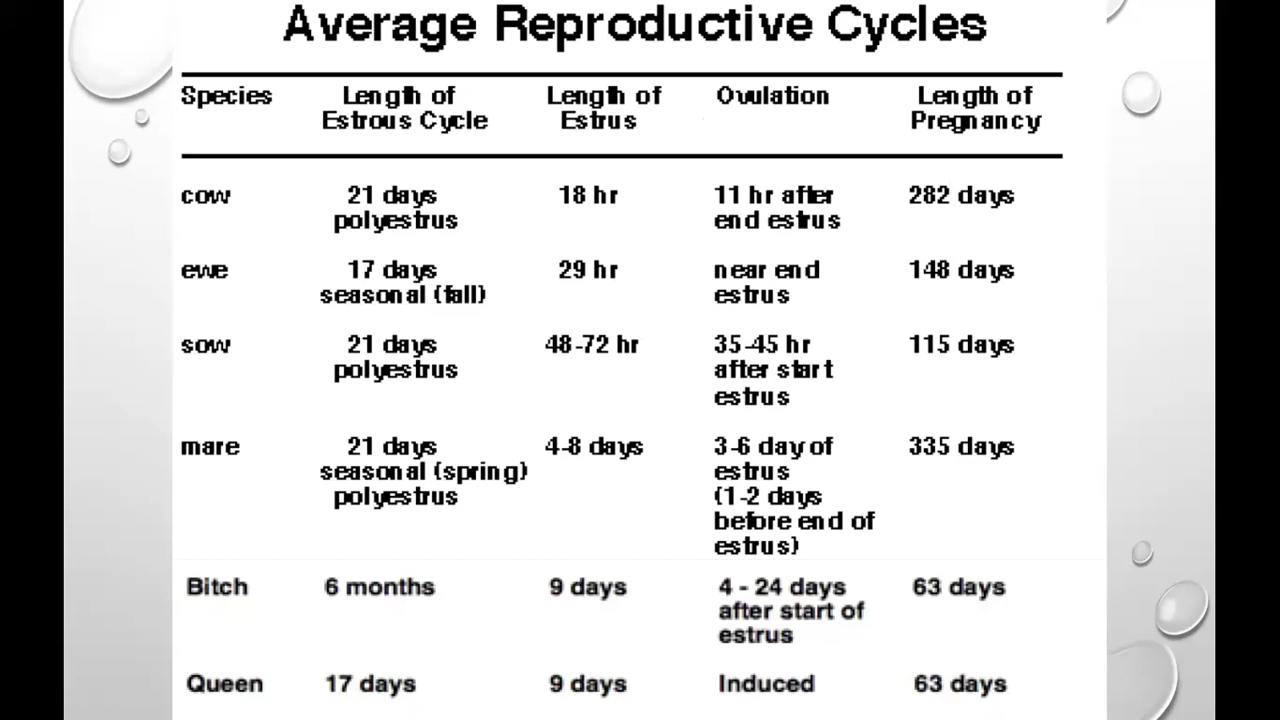 Average Reproductive Cycles
Species Length of Length of Ovulation Length of
Estrous Cycle Estrus Pregnancy
cow 21 days 18 hr 11 hr after 282 days
polyestrus end estrus
ewe 17 days 29 hr near end 148 days
seasonal (fall) estrus
sow 21 days 48-72 hr 35-45 hr 115 days
polyestrus after start
estrus
mare 21 days 4-8 days 3-6 day of 335 days
seasonal (spring) estrus
polyestrus (1-2 days
before end of
estrus)
Bitch 6 months 9 days 4 - 24 days 63 days
after start of
estrus
Queen 17 days 9 days Induced 63 days